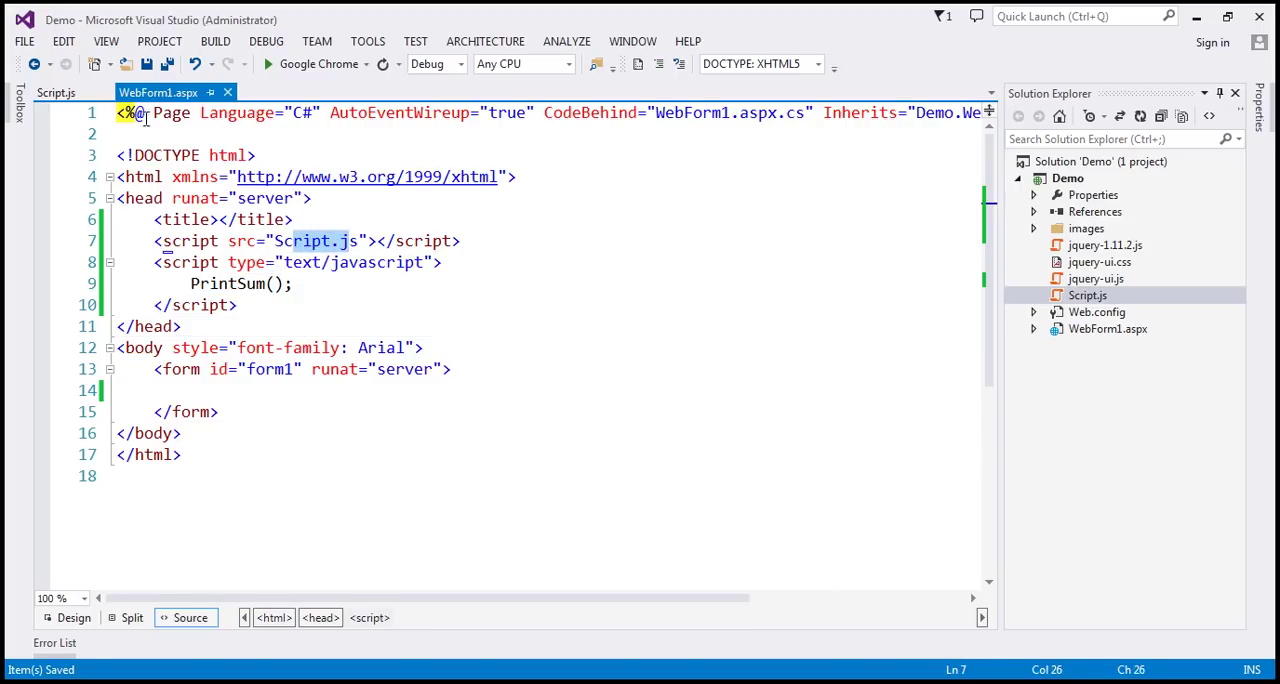 Demo - Microsoft Visual Studio (Administrator)
1
Quick Launch (Ctrl+Q)
FILE EDIT VIEW PROJECT BUILD DEBUG TEAM TOOLS TEST ARCHITECTURE ANALYZE WINDOW HELP
Sign in
Google Chrome
Debug
Any CPU
DOCTYPE: XHTML5
Toolbox
Script.js
WebForm1.aspx
1 <%@ Page Language="C#" AutoEventWireup="true" CodeBehind="WebForm1.aspx.cs" Inherits="Demo.We
2
3 <!DOCTYPE html>
4 <html xmlns="http://www.w3.org/1999/xhtml">
5 <head runat="server">
6 <title></title>
7 <script src="Script.js"></script>
8 <script type="text/javascript">
9 PrintSum();
10 </script>
11 </head>
12 <body style="font-family: Arial">
13 <form id="form1" runat="server">
14
15 </form>
16 </body>
17 </html>
18
100 %
Design
Split
Source
<html>
<head>
<script>
Error List
Solution Explorer
Search Solution Explorer (Ctrl+;)
Solution 'Demo' (1 project)
Demo
Properties
References
images
jquery-1.11.2.js
jquery-ui.css
jquery-ui.js
Script.js
Web.config
WebForm1.aspx
Properties
Item(s) Saved
Ln 7
Col 26
Ch 26
INS